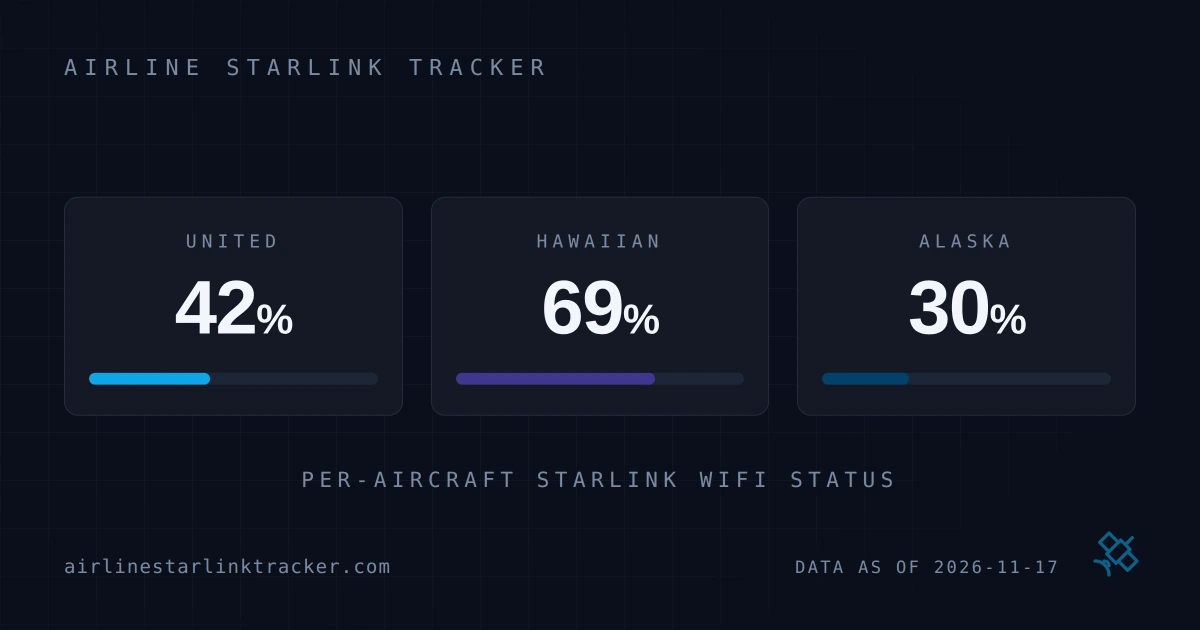 AIRLINE STARLINK TRACKER
UNITED
42%
HAWAIIAN
69%
ALASKA
30%
PER-AIRCRAFT STARLINK WIFI STATUS
airlinestarlinktracker.com
DATA AS OF 2026-11-17